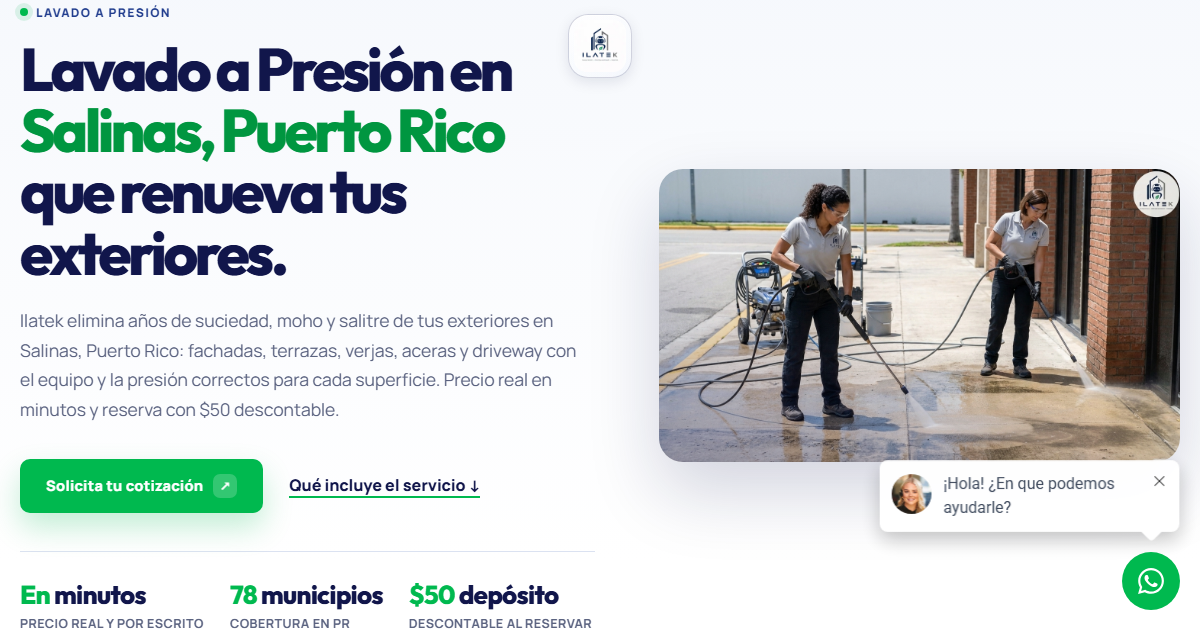 LAVADO A PRESIÓN
ILATEK
Lavado a Presión en
Salinas, Puerto Rico
que renueva tus
exteriores.
Ilatek elimina años de suciedad, moho y salitre de tus exteriores en
Salinas, Puerto Rico: fachadas, terrazas, verjas, aceras y driveway con
el equipo y la presión correctos para cada superficie. Precio real en
minutos y reserva con $50 descontable.
Solicita tu cotización ↗
Qué incluye el servicio ↓
ILATEK
¡Hola! ¿En que podemos
ayudarle?
En minutos
PRECIO REAL Y POR ESCRITO
78 municipios
COBERTURA EN PR
$50 depósito
DESCONTABLE AL RESERVAR